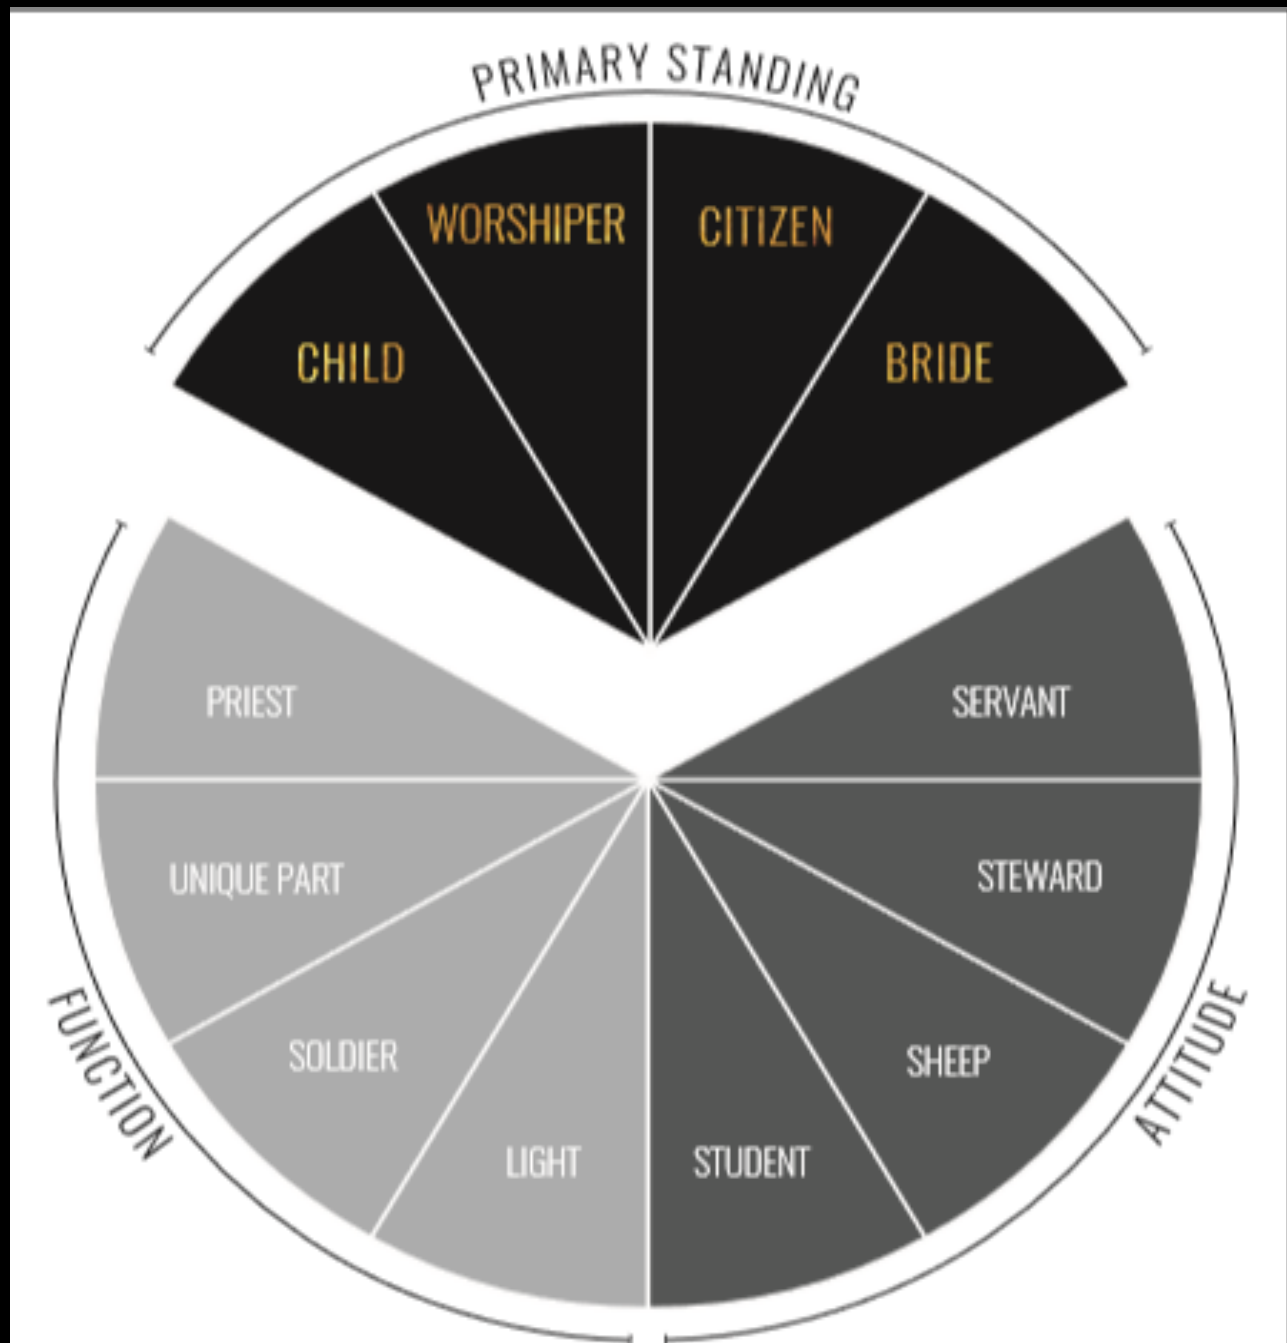 PRIMARY STANDING
WORSHIPER
CITIZEN
CHILD
BRIDE
PRIEST
SERVANT
UNIQUE PART
STEWARD
SOLDIER
SHEEP
LIGHT
STUDENT
FUNCTION
ATTITUDE